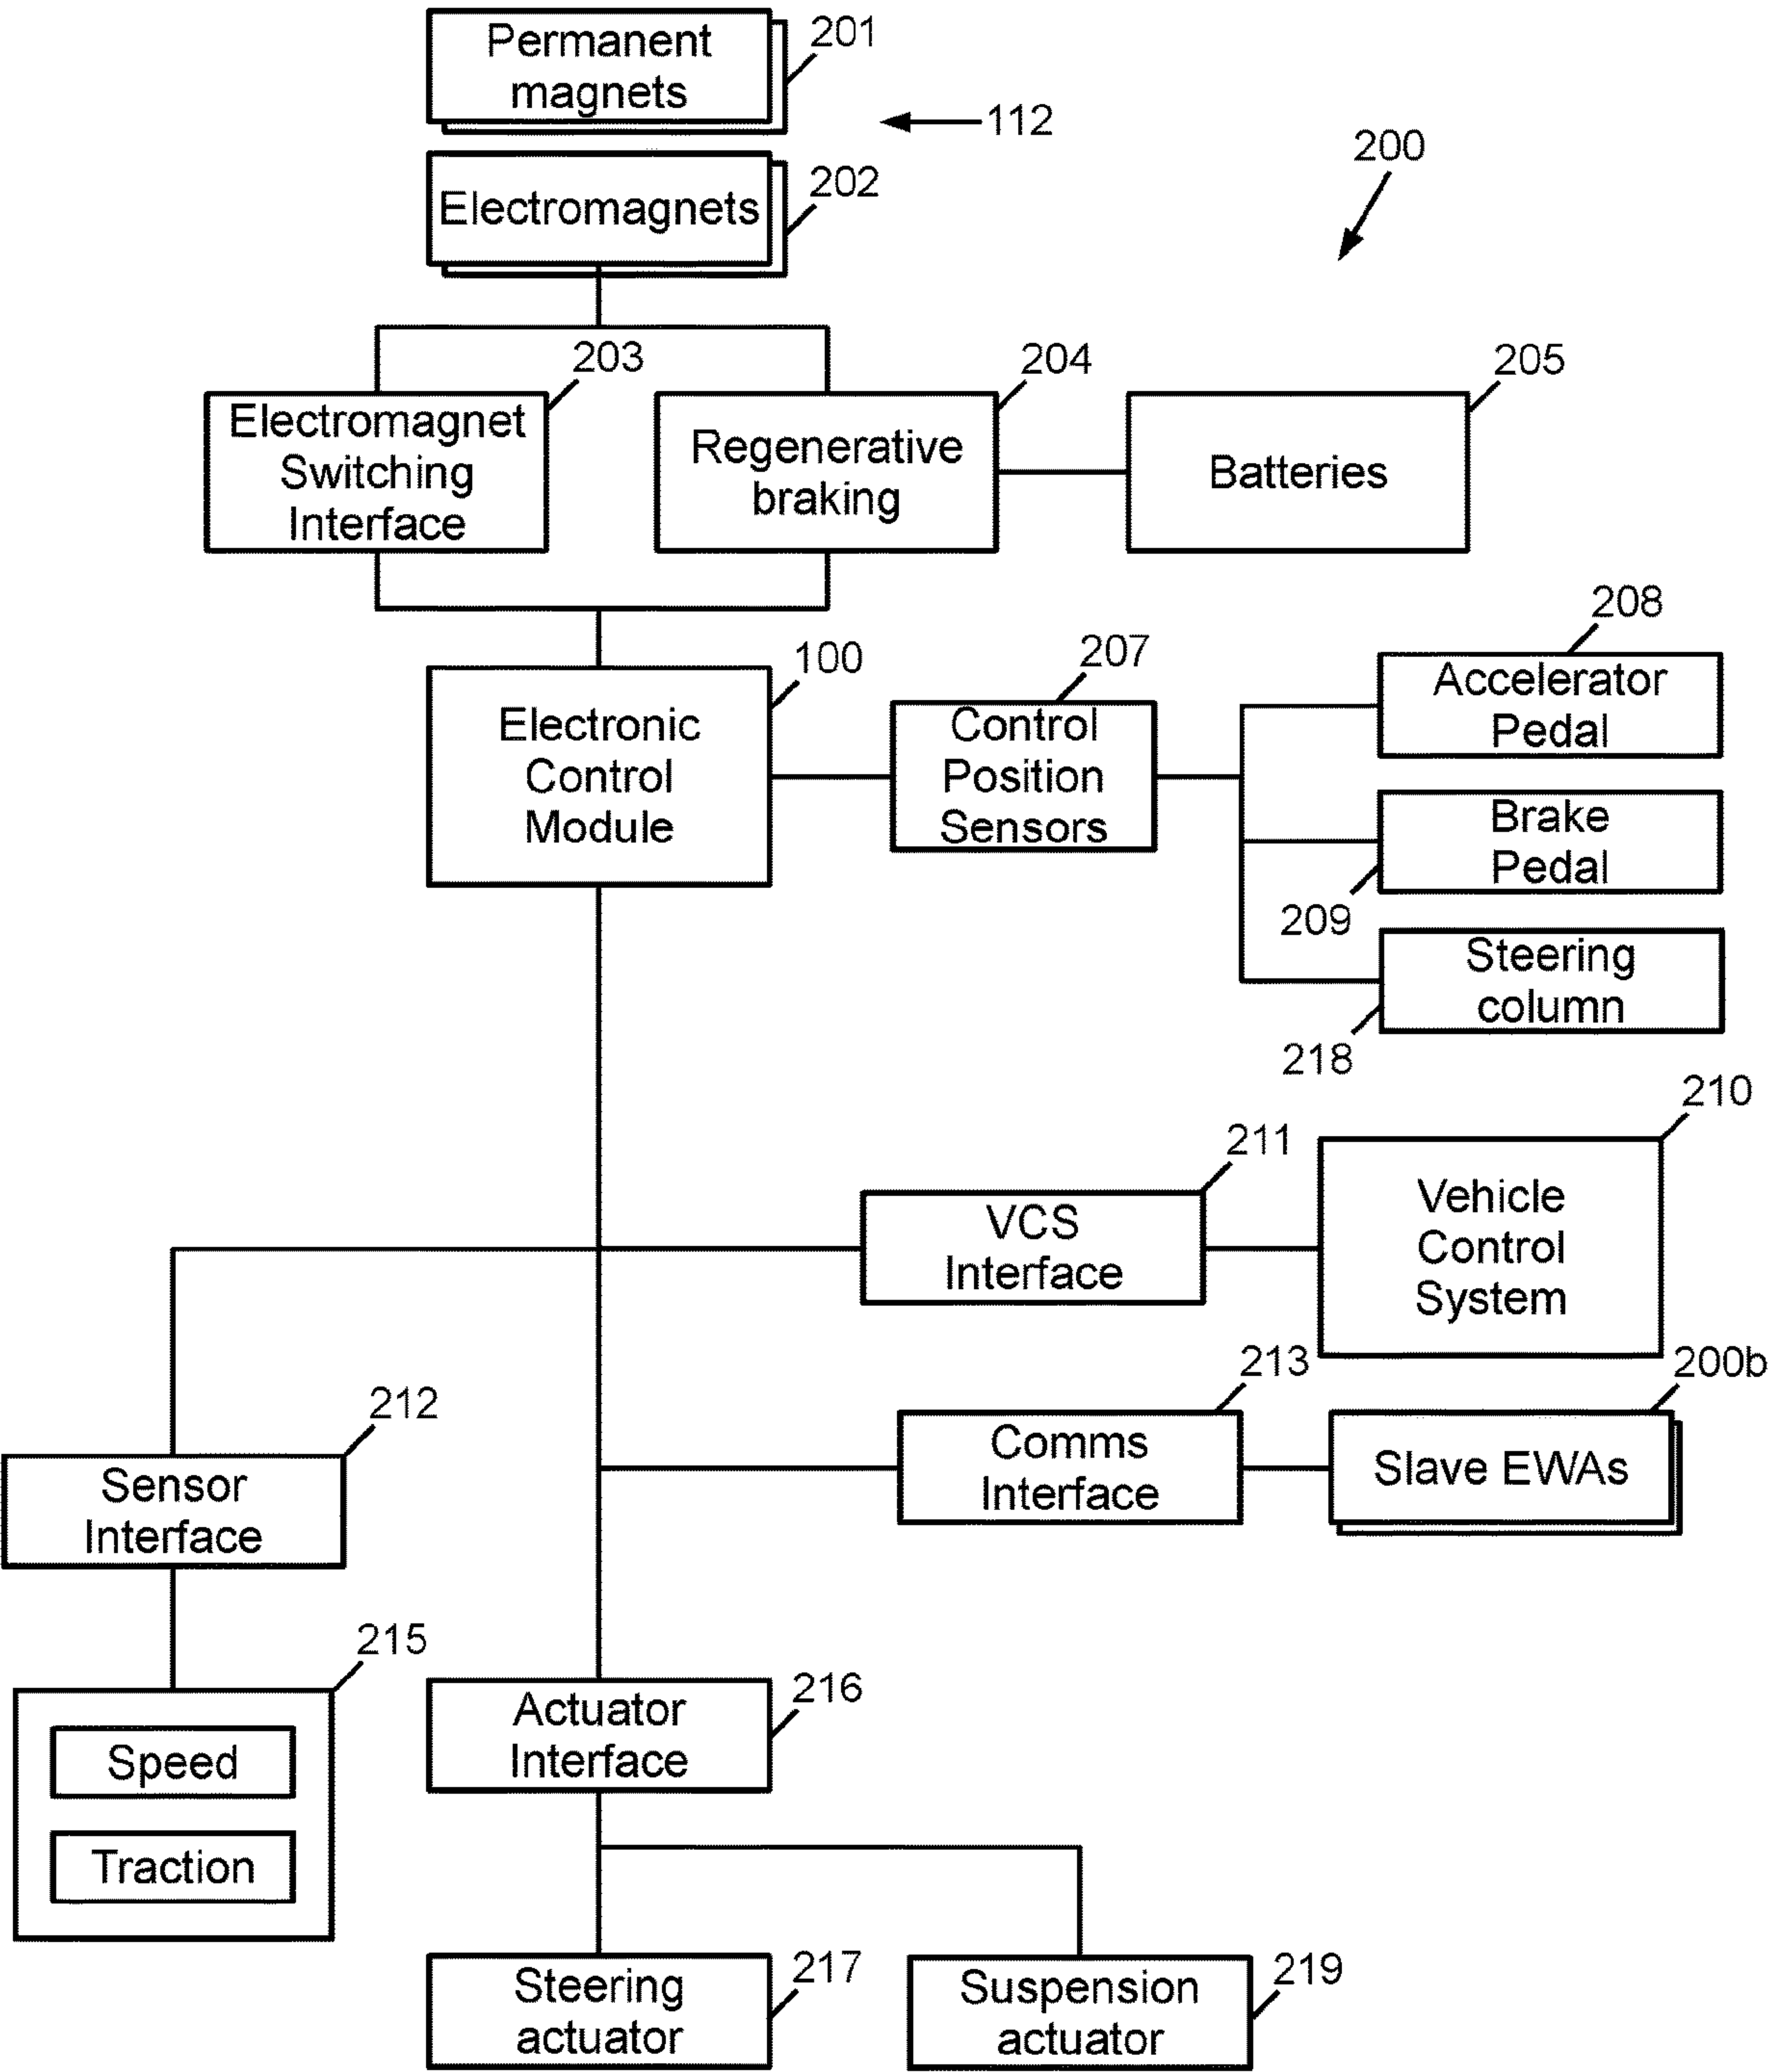 Permanent
magnets
201
112
200
Electromagnets
202
203
204
205
Electromagnet
Switching
Interface
Regenerative
braking
Batteries
100
207
208
Electronic
Control
Module
Control
Position
Sensors
Accelerator
Pedal
Brake
Pedal
209
Steering
column
218
210
211
VCS
Interface
Vehicle
Control
System
213
200b
Comms
Interface
Slave EWAs
212
Sensor
Interface
215
Speed
Traction
216
Actuator
Interface
217
Steering
actuator
219
Suspension
actuator